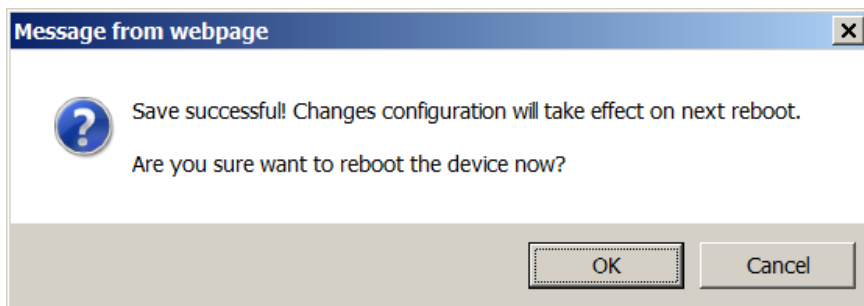 Message from webpage
Save successful! Changes configuration will take effect on next reboot.
Are you sure want to reboot the device now?
OK
Cancel